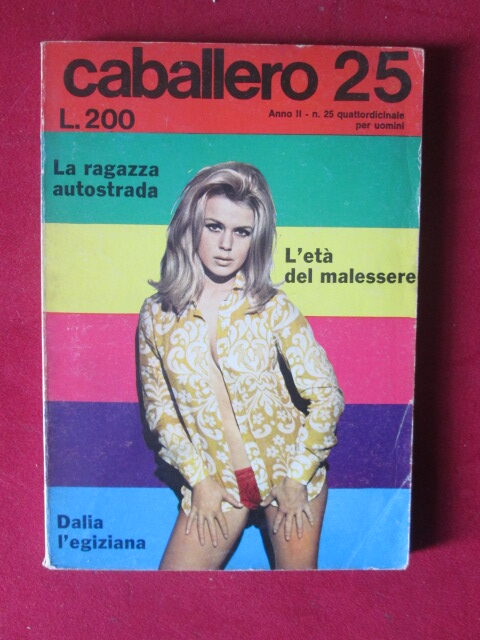 caballero 25
L.200
Anno II - n. 25 quattordicinale
per uomini
La ragazza
autostrada
L'età
del malessere
Dalia
l'egiziana